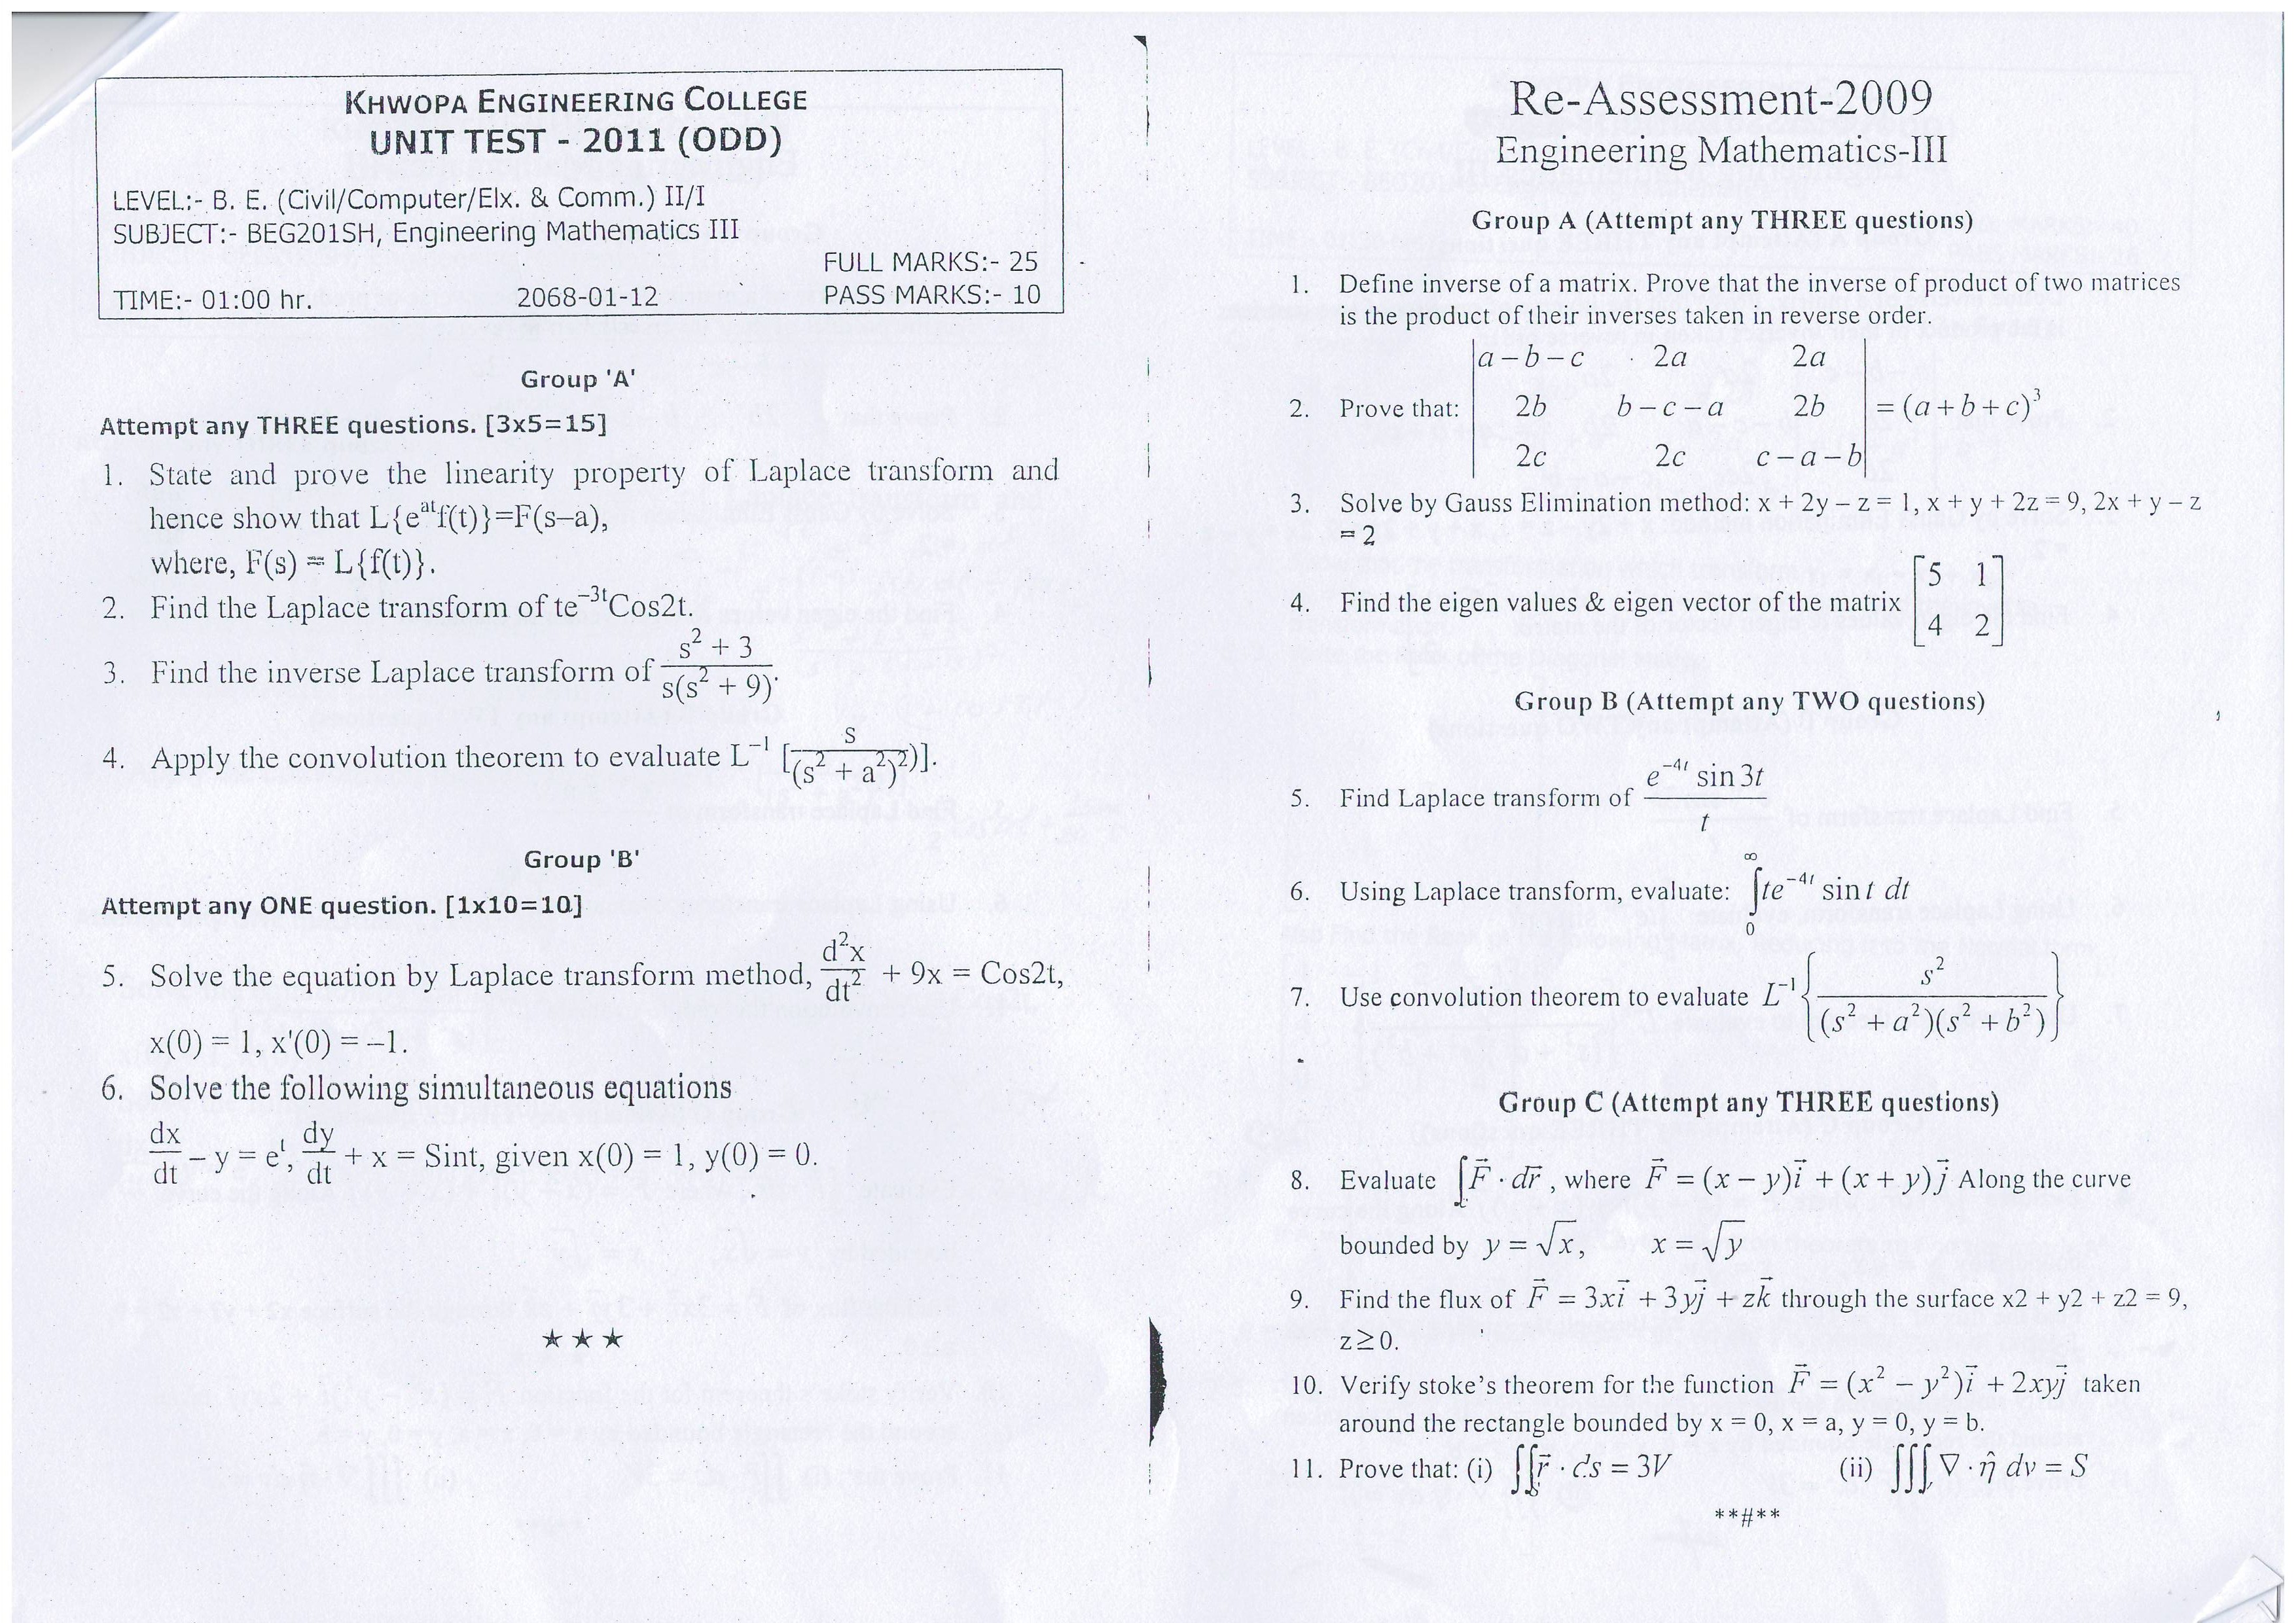 KHWOPA ENGINEERING COLLEGE
UNIT TEST - 2011 (ODD)
LEVEL:- B. E. (Civil/Computer/Elx. & Comm.) II/I
SUBJECT:- BEG201SH, Engineering Mathematics III
FULL MARKS:- 25
TIME:- 01:00 hr. 2068-01-12 PASS MARKS:- 10
Group 'A'
Attempt any THREE questions. [3x5=15]
1. State and prove the linearity property of Laplace transform and
hence show that L{e^{at}f(t)}=F(s–a),
where, F(s) = L{f(t)}.
2. Find the Laplace transform of te^{–3t}Cos2t.
3. Find the inverse Laplace transform of \frac{s^2 + 3}{s(s^2 + 9)}.
4. Apply the convolution theorem to evaluate L^{–1} [\frac{s}{(s^2 + a^2)^2)}].
Group 'B'
Attempt any ONE question. [1x10=10]
5. Solve the equation by Laplace transform method, \frac{d^2x}{dt^2} + 9x = Cos2t,
x(0) = 1, x'(0) = –1.
6. Solve the following simultaneous equations
\frac{dx}{dt} – y = e^t, \frac{dy}{dt} + x = Sint, given x(0) = 1, y(0) = 0.
★ ★ ★
Re-Assessment-2009
Engineering Mathematics-III
Group A (Attempt any THREE questions)
1. Define inverse of a matrix. Prove that the inverse of product of two matrices
is the product of their inverses taken in reverse order.
2. Prove that: \begin{vmatrix} a-b-c & 2a & 2a \\ 2b & b-c-a & 2b \\ 2c & 2c & c-a-b \end{vmatrix} = (a+b+c)^3
3. Solve by Gauss Elimination method: x + 2y – z = 1, x + y + 2z = 9, 2x + y – z
= 2
4. Find the eigen values & eigen vector of the matrix \begin{bmatrix} 5 & 1 \\ 4 & 2 \end{bmatrix}
Group B (Attempt any TWO questions)
5. Find Laplace transform of \frac{e^{-4t} \sin 3t}{t}
6. Using Laplace transform, evaluate: \int_0^∞ te^{-4t} \sin t dt
7. Use convolution theorem to evaluate L^{-1}\left\{\frac{s^2}{(s^2 + a^2)(s^2 + b^2)}\right\}
Group C (Attempt any THREE questions)
8. Evaluate \int_c \vec{F} · d\vec{r}, where \vec{F} = (x – y)\vec{i} + (x + y)\vec{j} Along the curve
bounded by y = \sqrt{x}, x = \sqrt{y}
9. Find the flux of \vec{F} = 3x\vec{i} + 3y\vec{j} + z\vec{k} through the surface x2 + y2 + z2 = 9,
z≥0.
10. Verify stoke's theorem for the function \vec{F} = (x^2 – y^2)\vec{i} + 2xy\vec{j} taken
around the rectangle bounded by x = 0, x = a, y = 0, y = b.
11. Prove that: (i) \iint_s \vec{r} · ds = 3V (ii) \iiint_v ∇ · \hat{η} dv = S
**#**